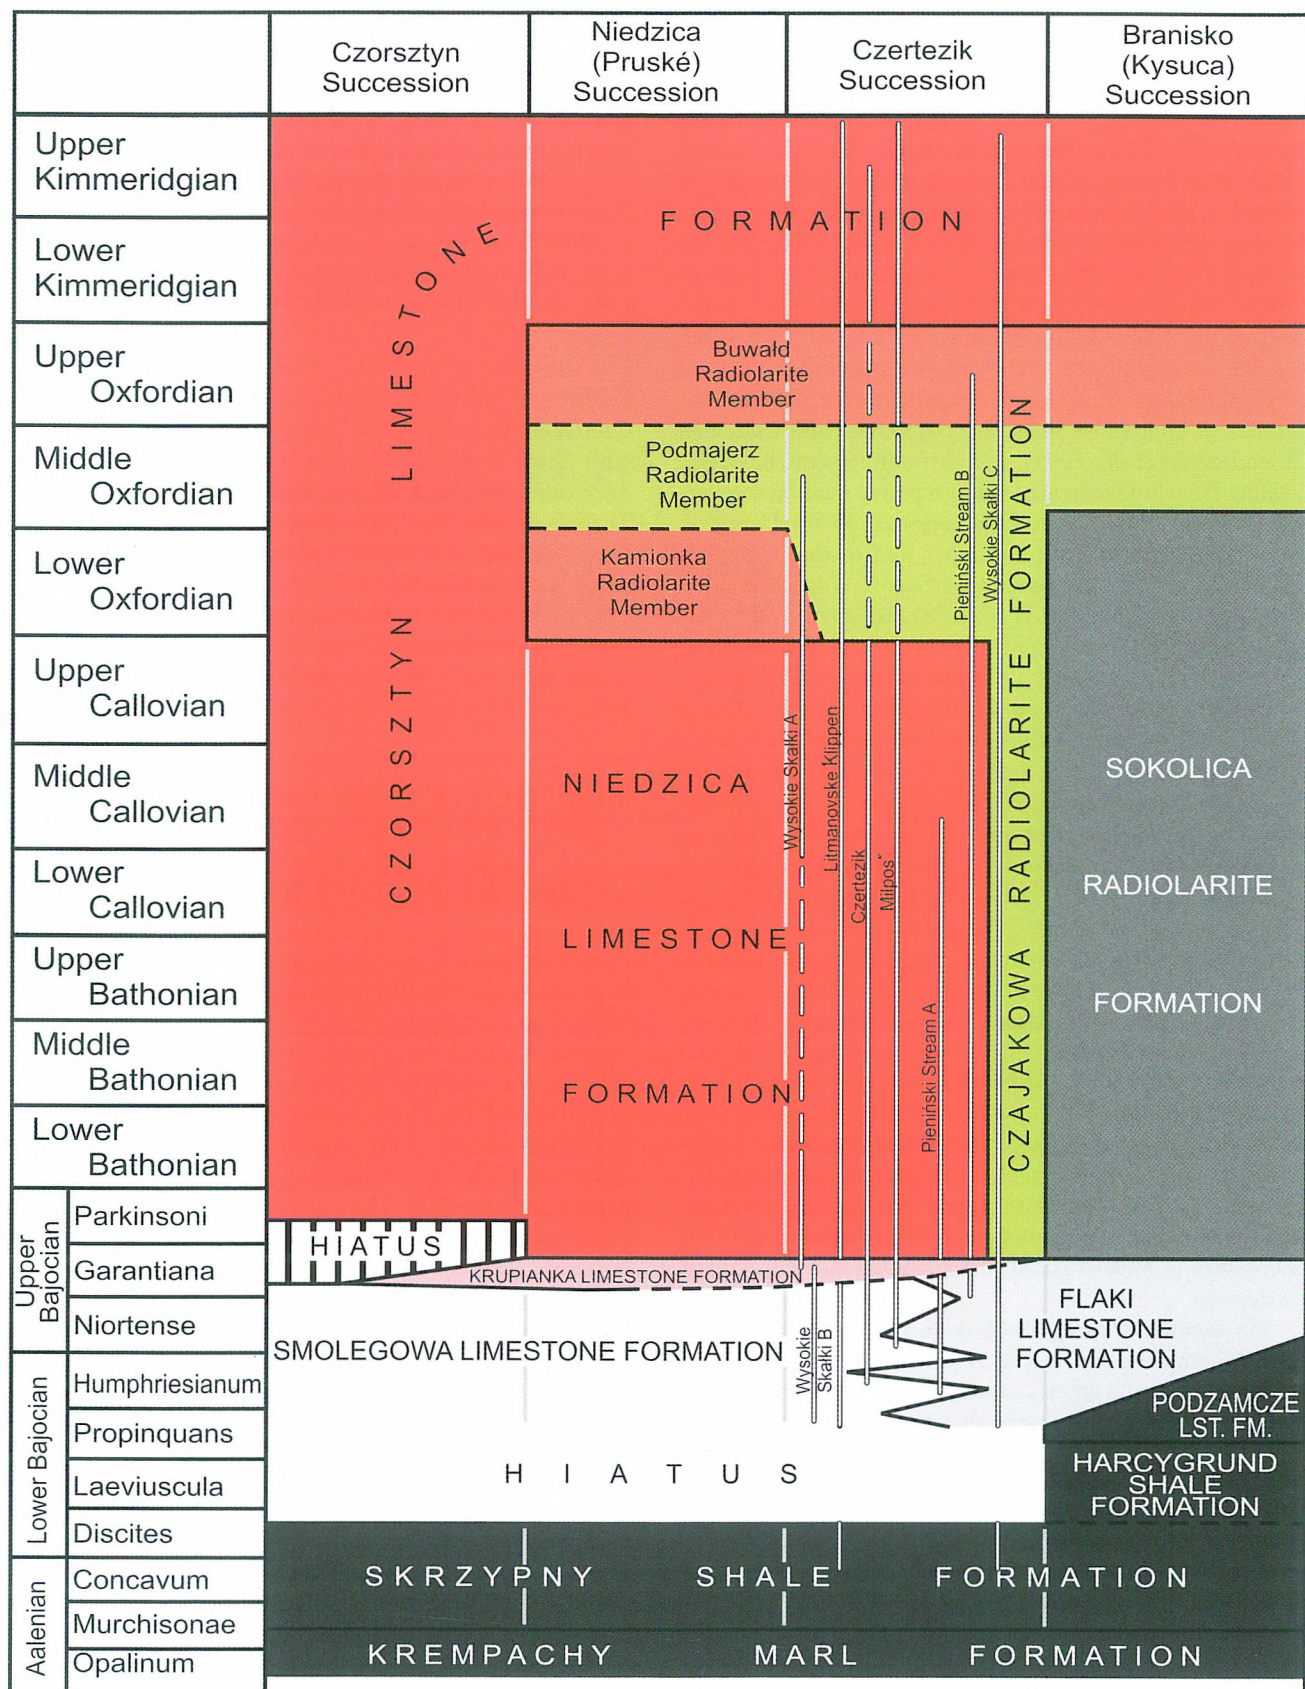 Czorsztyn
Succession
Niedzica
(Pruské)
Succession
Czertezik
Succession
Branisko
(Kysuca)
Succession
Upper
Kimmeridgian
Lower
Kimmeridgian
Upper
Oxfordian
Middle
Oxfordian
Lower
Oxfordian
Upper
Callovian
Middle
Callovian
Lower
Callovian
Upper
Bathonian
Middle
Bathonian
Lower
Bathonian
Upper
Bajocian
Parkinsoni
Garantiana
Niortense
Lower Bajocian
Humphriesianum
Propinquans
Laeviuscula
Discites
Aalenian
Concavum
Murchisonae
Opalinum
CZORSZTYN LIMESTONE
FORMATION
Buwałd
Radiolarite
Member
Podmajerz
Radiolarite
Member
Kamionka
Radiolarite
Member
NIEDZICA
LIMESTONE
FORMATION
Wysokie Skałki A
Litmanovske Klippen
Czertezik
Milpoš
Pieniński Stream A
Pieniński Stream B
Wysokie Skałki C
CZAJAKOWA RADIOLARITE FORMATION
SOKOLICA
RADIOLARITE
FORMATION
HIATUS
KRUPIANKA LIMESTONE FORMATION
SMOLEGOWA LIMESTONE FORMATION
Wysokie
Skałki B
FLAKI
LIMESTONE
FORMATION
PODZAMCZE
LST. FM.
HIATUS
HARCYGRUND
SHALE
FORMATION
SKRZYPNY SHALE FORMATION
KREMPACHY MARL FORMATION